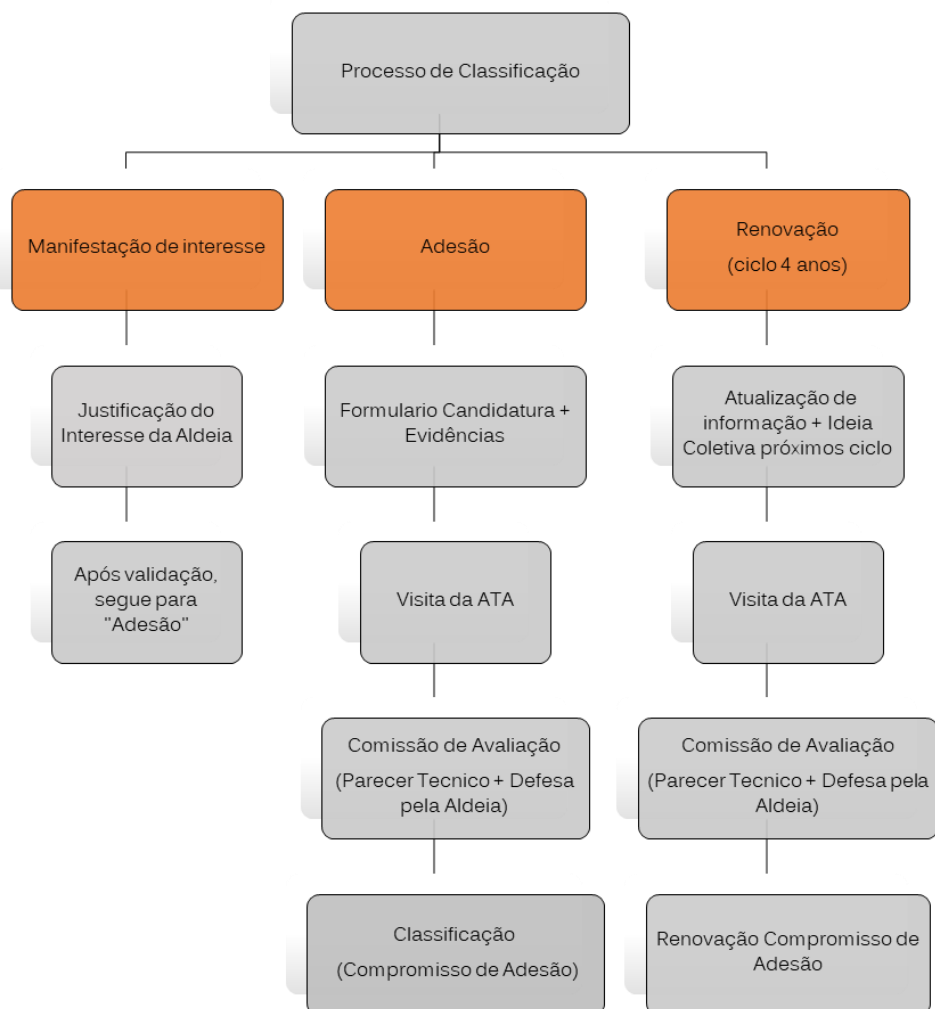 Processo de Classificação
Manifestação de interesse
Adesão
Renovação
(ciclo 4 anos)
Justificação do
Interesse da Aldeia
Formulario Candidatura +
Evidências
Atualização de
informação + Ideia
Coletiva próximos ciclo
Após validação,
segue para
"Adesão"
Visita da ATA
Visita da ATA
Comissão de Avaliação
(Parecer Tecnico + Defesa
pela Aldeia)
Comissão de Avaliação
(Parecer Tecnico + Defesa pela
Aldeia)
Classificação
(Compromisso de Adesão)
Renovação Compromisso de
Adesão